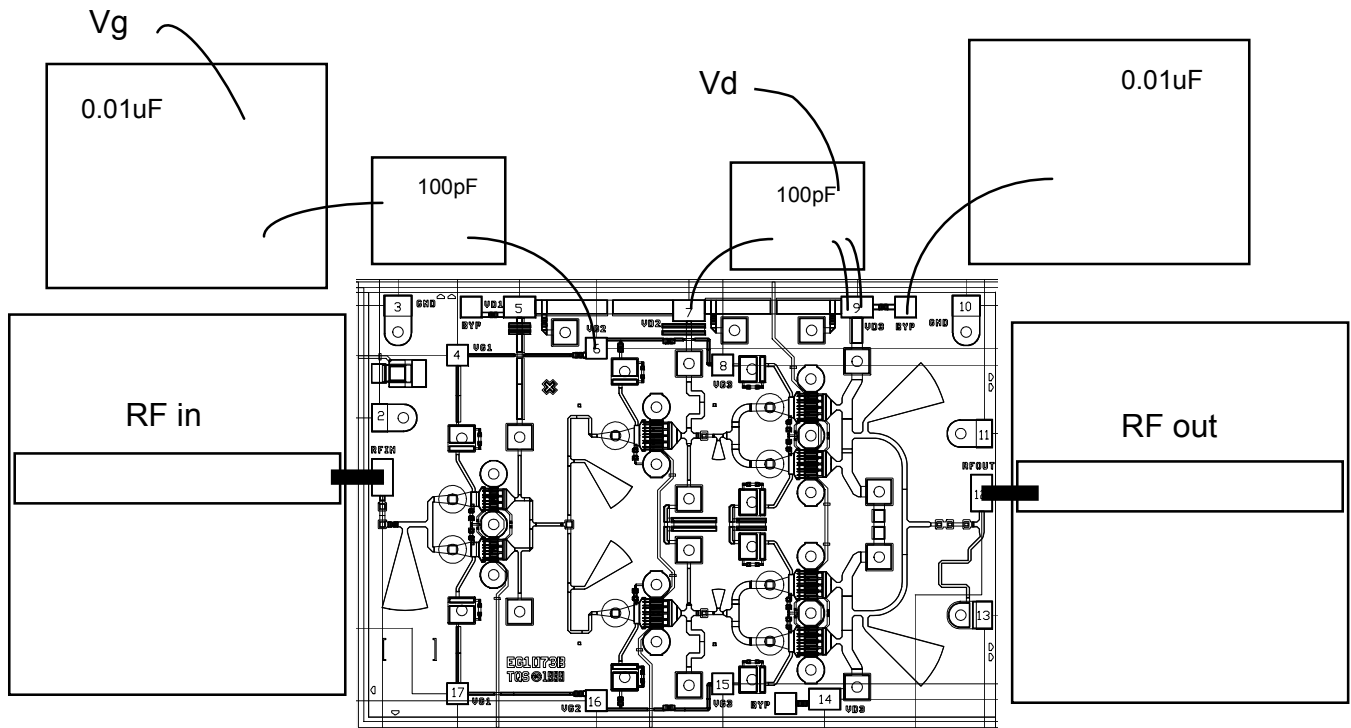 Vg
0.01uF
100pF
Vd
100pF
0.01uF
3
GND
BYP
VD1
5
VD2
7
9
VD3
BYP
10
GND
4
VG1
VG2
6
8
VG3
2
RF in
RFIN
11
RF out
RFOUT
13
17
VG1
VG2
16
15
VG3
BYP
14
VD3